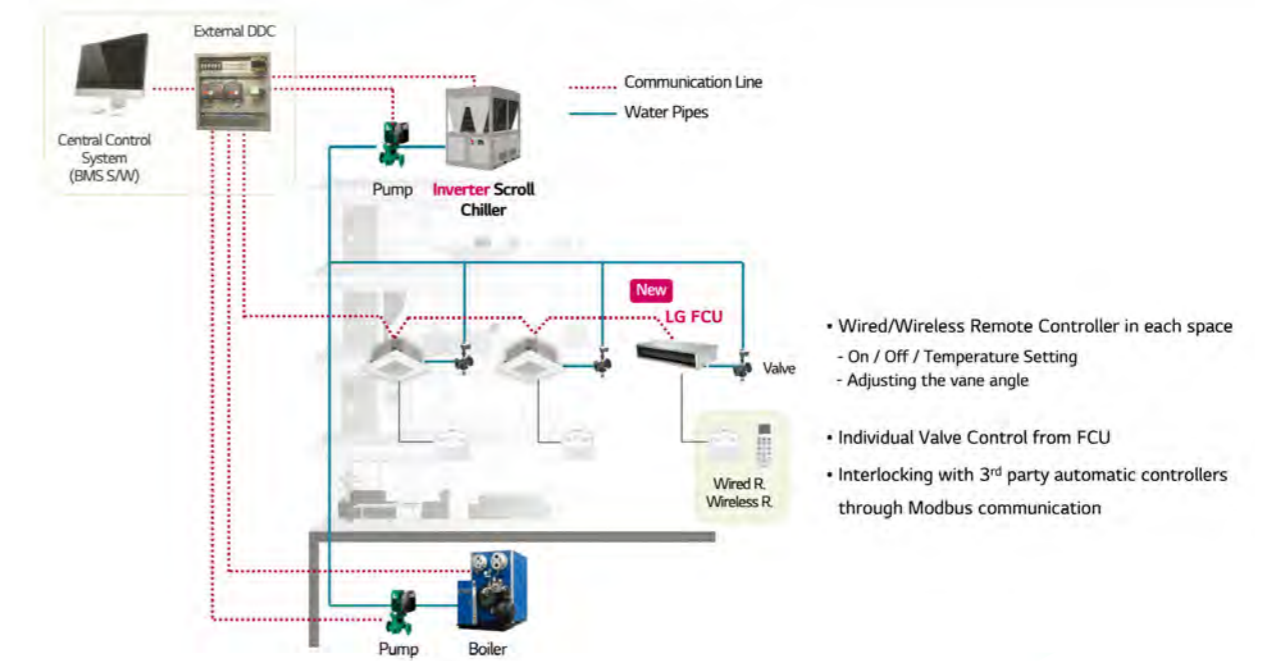 External DDC
Communication Line
Water Pipes
Central Control
System
(BMS S/W)
Pump
Inverter Scroll
Chiller
New
LG FCU
Valve
Wired R.
Wireless R.
Pump
Boiler
• Wired/Wireless Remote Controller in each space
- On / Off / Temperature Setting
- Adjusting the vane angle
• Individual Valve Control from FCU
• Interlocking with 3rd party automatic controllers
through Modbus communication